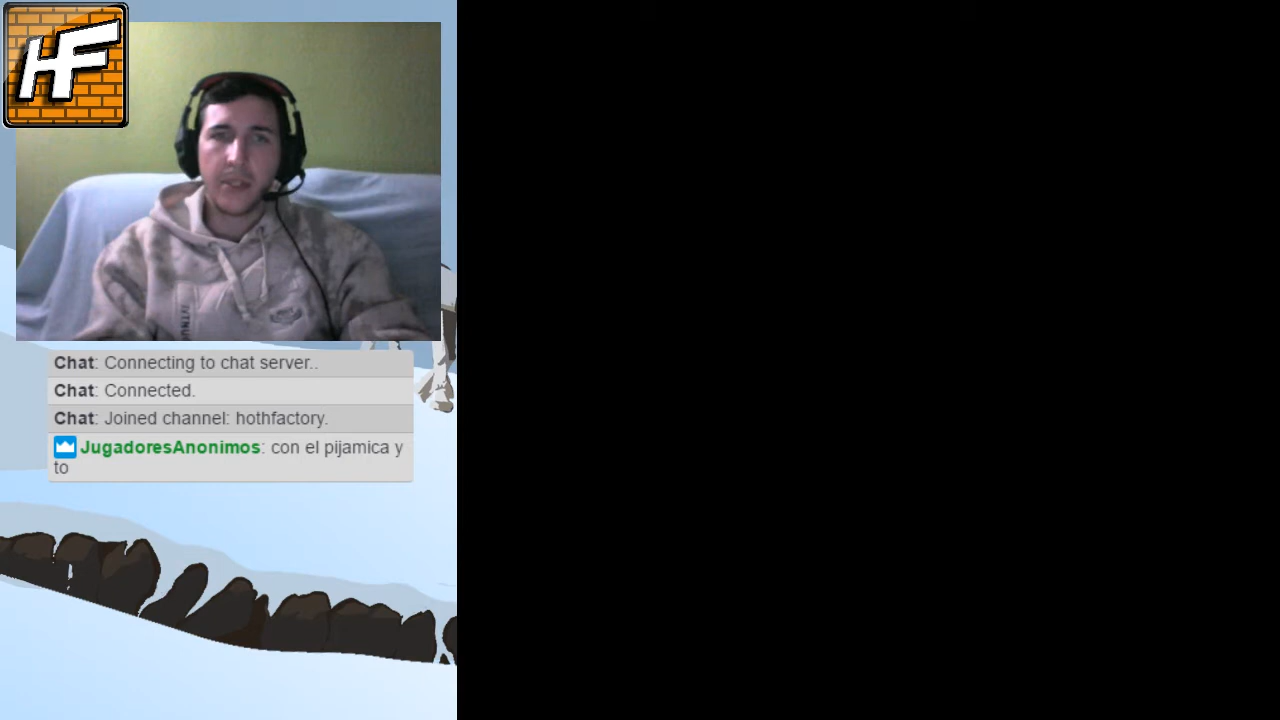 HF
Chat: Connecting to chat server..
Chat: Connected.
Chat: Joined channel: hothfactory.
JugadoresAnonimos: con el pijamica y
to